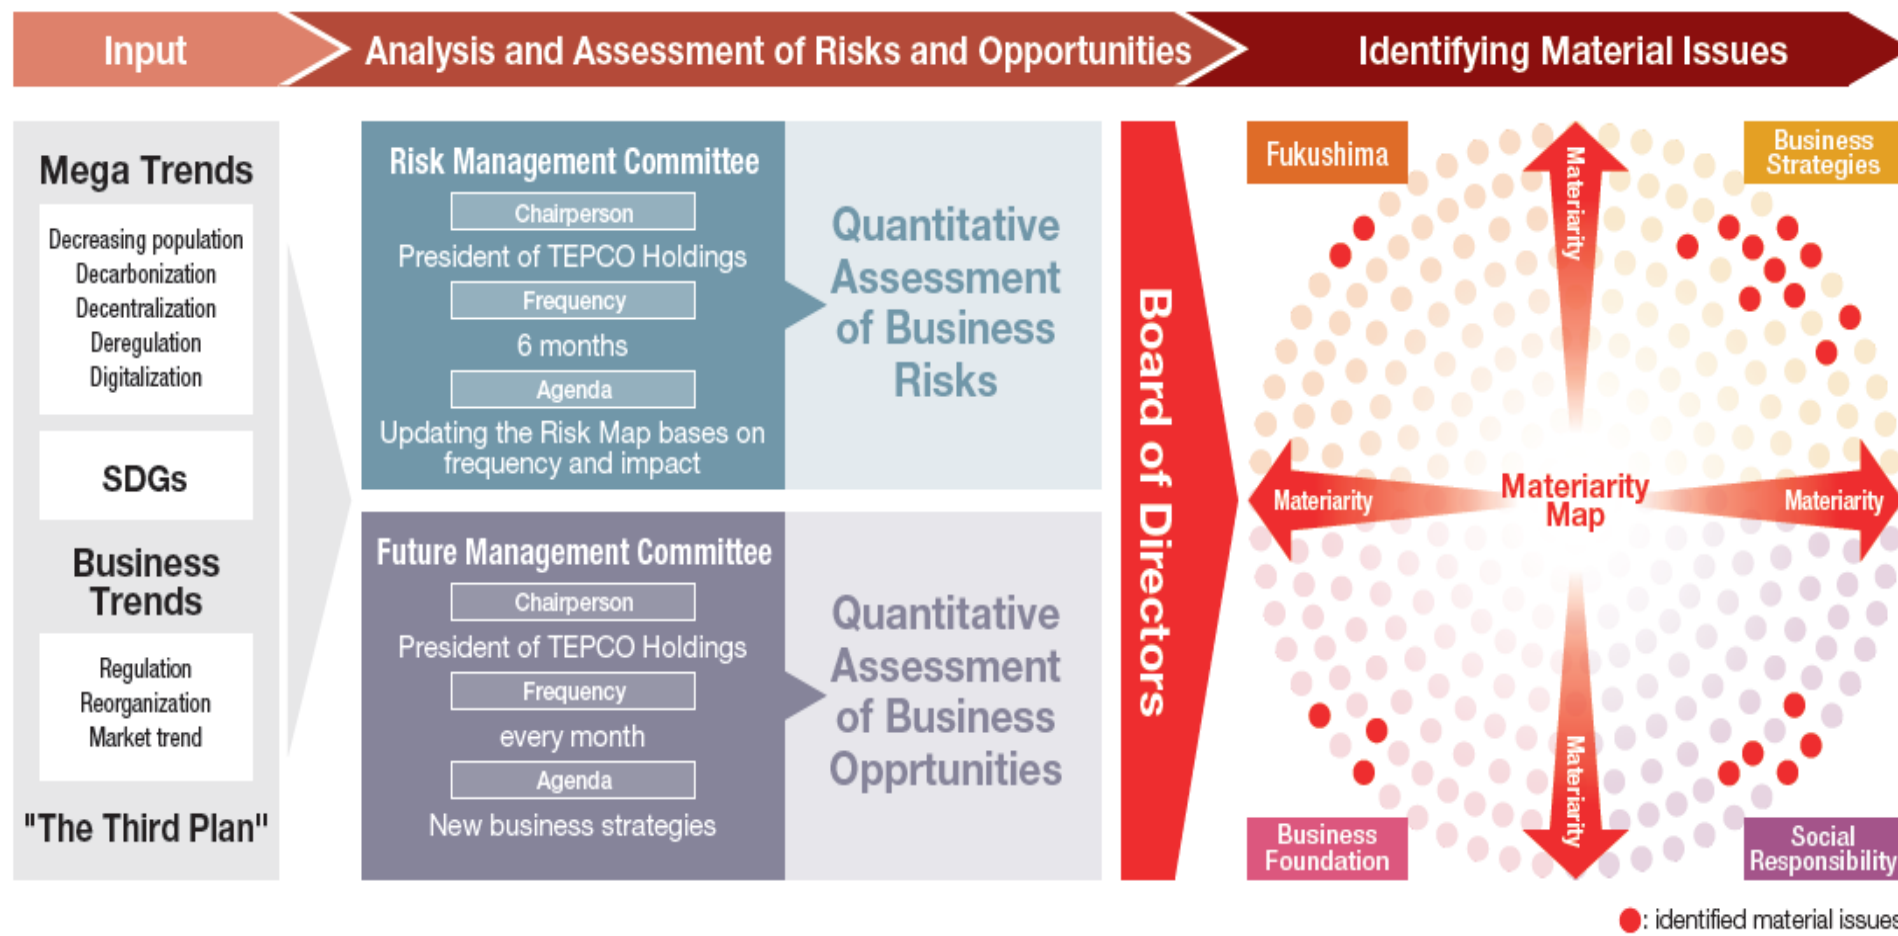 Input
Analysis and Assessment of Risks and Opportunities
Identifying Material Issues
Mega Trends
Decreasing population
Decarbonization
Decentralization
Deregulation
Digitalization
SDGs
Business
Trends
Regulation
Reorganization
Market trend
"The Third Plan"
Risk Management Committee
Chairperson
President of TEPCO Holdings
Frequency
6 months
Agenda
Updating the Risk Map bases on
frequency and impact
Quantitative
Assessment
of Business
Risks
Future Management Committee
Chairperson
President of TEPCO Holdings
Frequency
every month
Agenda
New business strategies
Quantitative
Assessment
of Business
Opprtunities
Board of Directors
Fukushima
Business
Strategies
Materiarity
Materiarity
Materiarity
Map
Materiarity
Materiarity
Business
Foundation
Social
Responsibility
: identified material issues